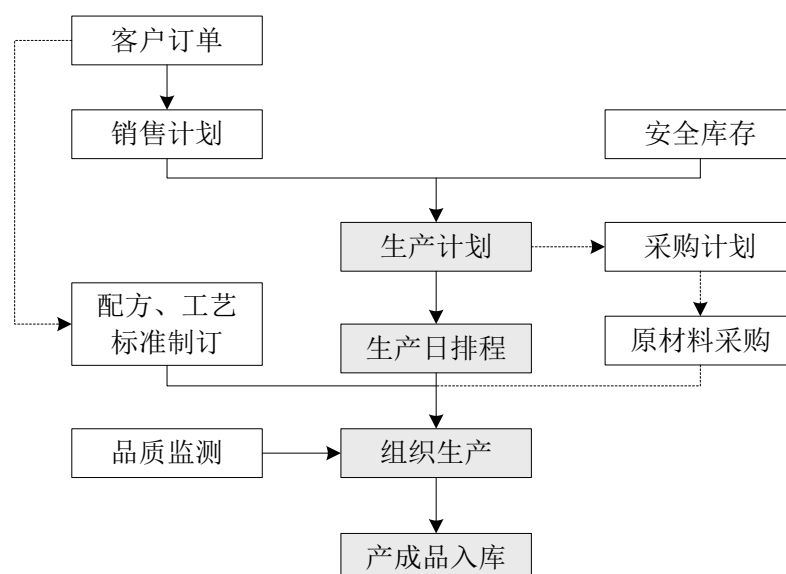 客户订单
销售计划
安全库存
生产计划
采购计划
配方、工艺
标准制订
生产日排程
原材料采购
品质监测
组织生产
产成品入库